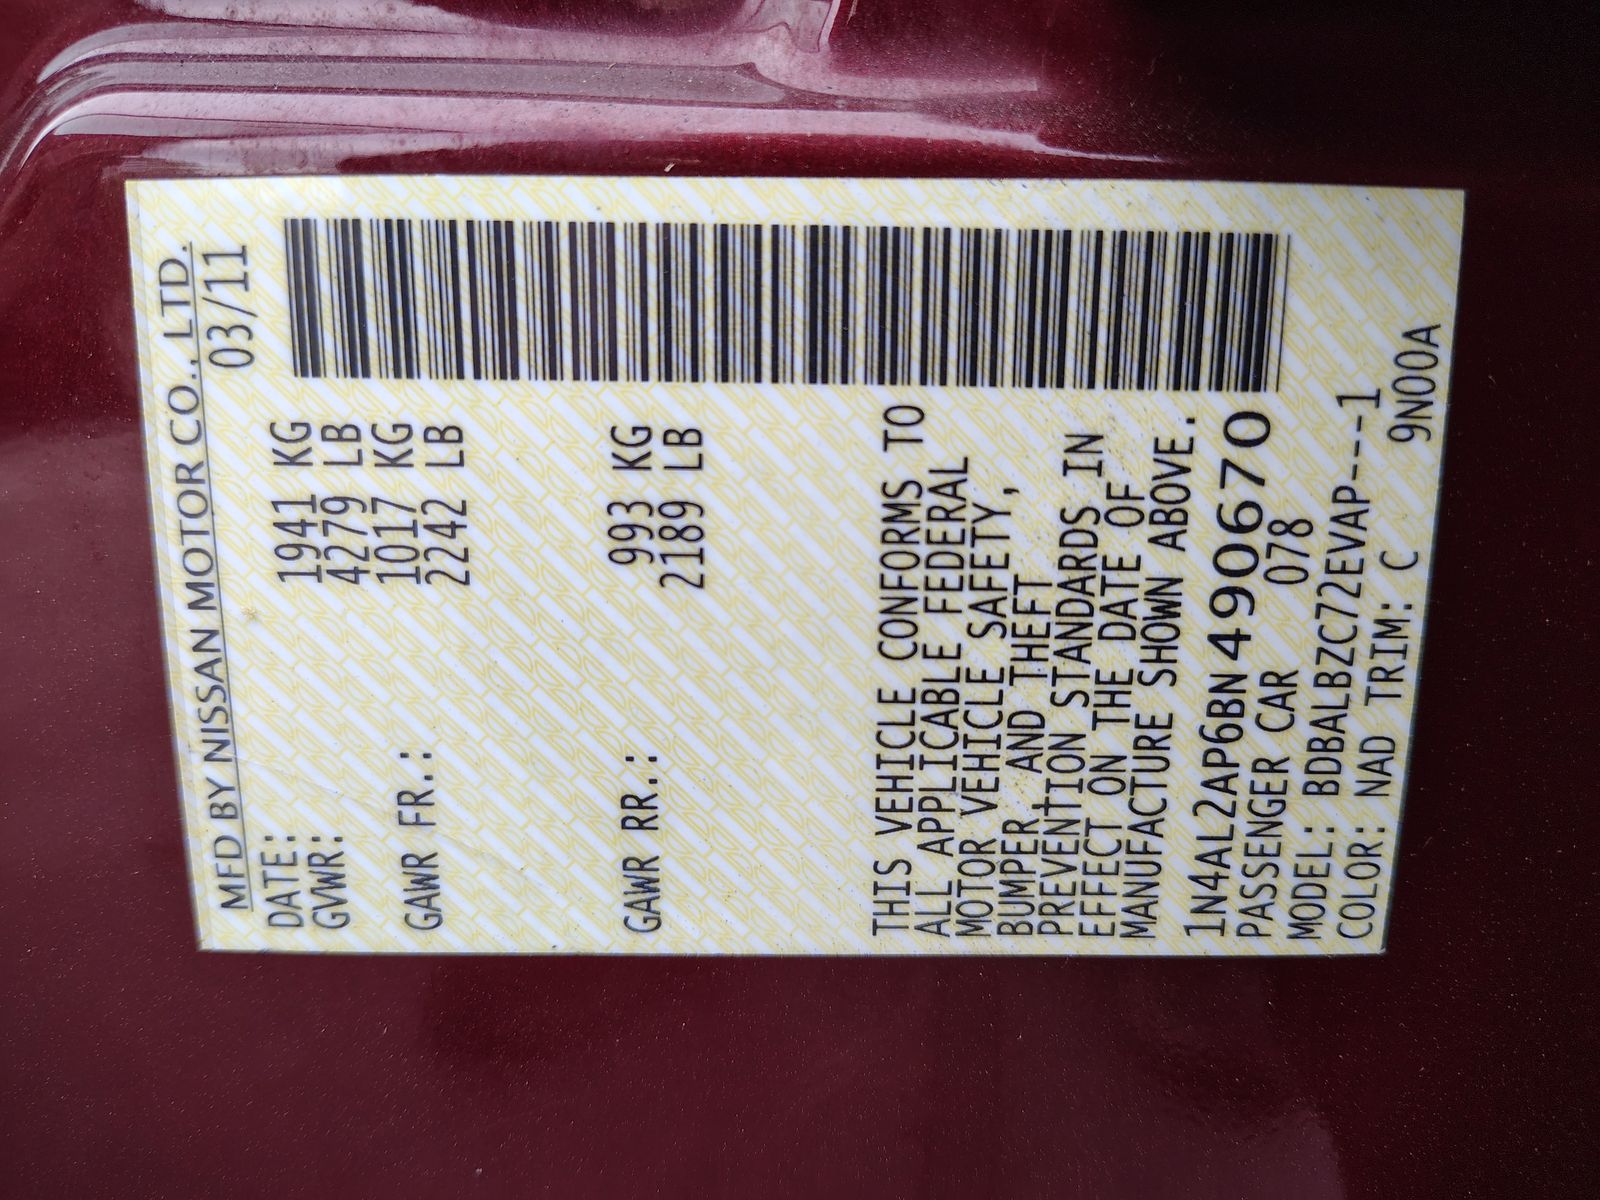 MFD BY NISSAN MOTOR CO., LTD.
DATE: 03/11
GVWR: 1941 KG
4279 LB
GAWR FR.: 1017 KG
2242 LB
GAWR RR.: 993 KG
2189 LB
THIS VEHICLE CONFORMS TO
ALL APPLICABLE FEDERAL
MOTOR VEHICLE SAFETY,
BUMPER AND THEFT
PREVENTION STANDARDS IN
EFFECT ON THE DATE OF
MANUFACTURE SHOWN ABOVE.
1N4AL2AP6BN490670
PASSENGER CAR 078
MODEL: BDBALBZC72EVAP----1
COLOR: NAD TRIM: C 9N00A